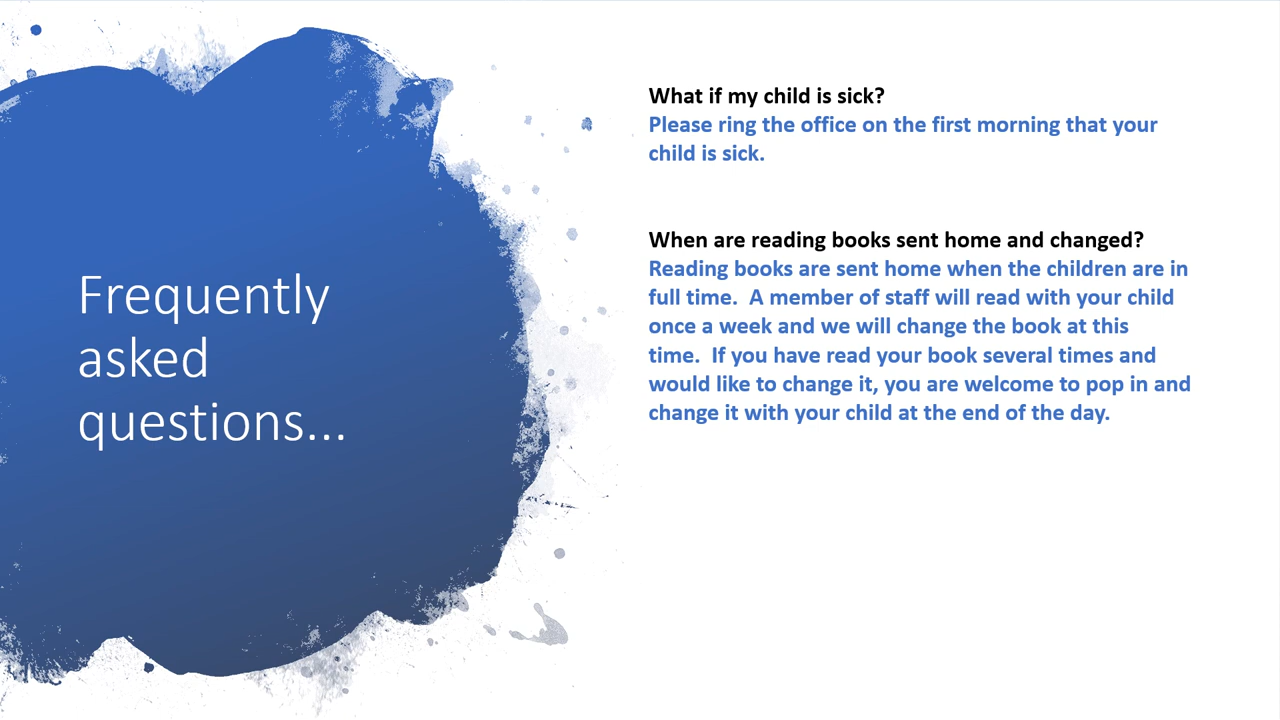 Frequently
asked
questions...
What if my child is sick?
Please ring the office on the first morning that your
child is sick.
When are reading books sent home and changed?
Reading books are sent home when the children are in
full time.  A member of staff will read with your child
once a week and we will change the book at this
time.  If you have read your book several times and
would like to change it, you are welcome to pop in and
change it with your child at the end of the day.